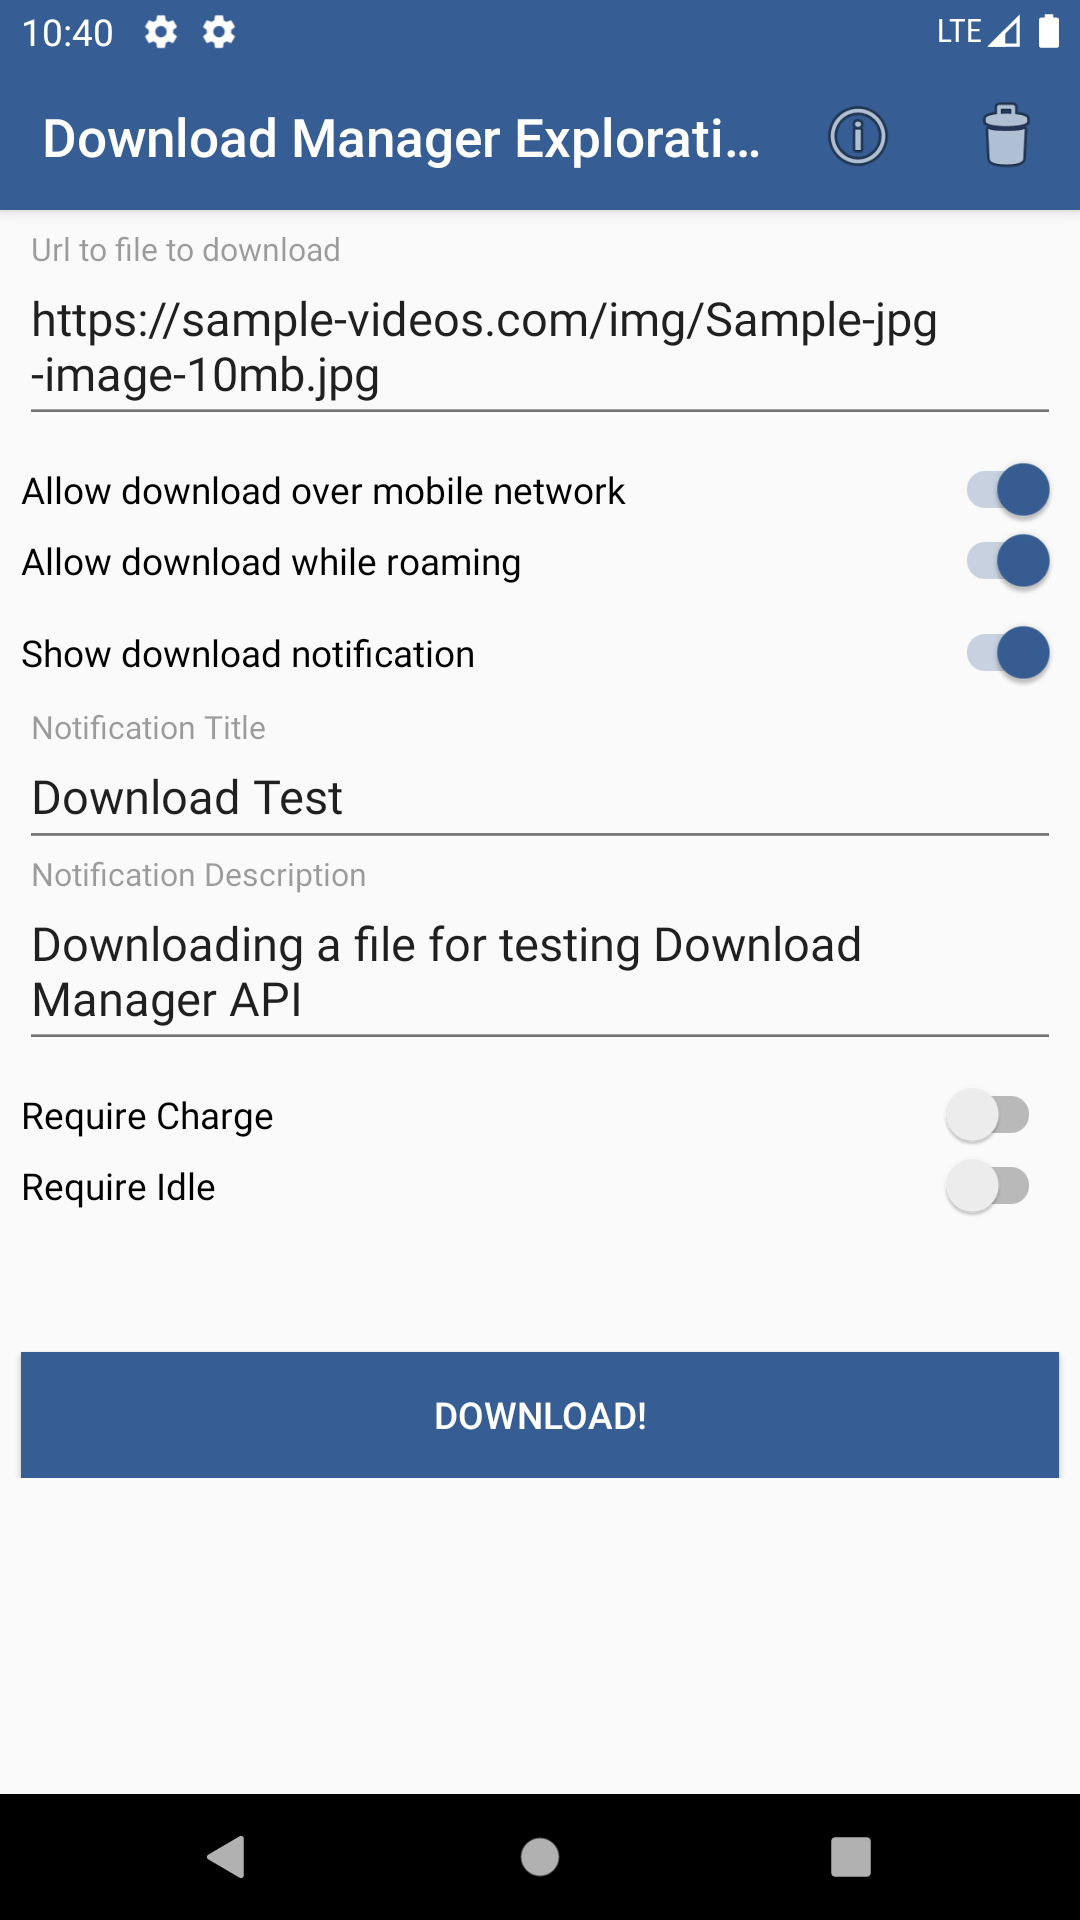 10:40
LTE
Download Manager Explorati...
Url to file to download
https://sample-videos.com/img/Sample-jpg
-image-10mb.jpg
Allow download over mobile network
Allow download while roaming
Show download notification
Notification Title
Download Test
Notification Description
Downloading a file for testing Download
Manager API
Require Charge
Require Idle
DOWNLOAD!